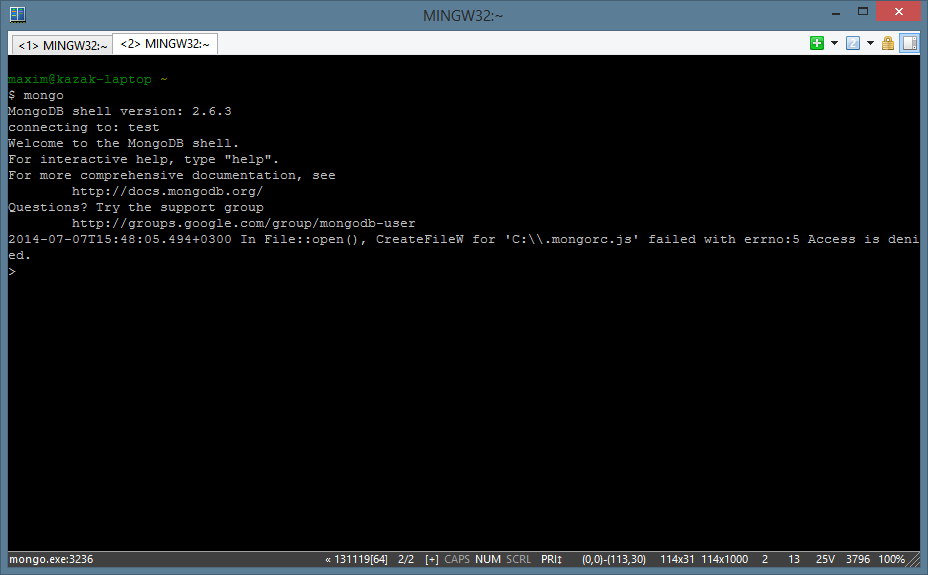 MINGW32:~
<1> MINGW32:~ <2> MINGW32:~
maxim@kazak-laptop ~
$ mongo
MongoDB shell version: 2.6.3
connecting to: test
Welcome to the MongoDB shell.
For interactive help, type "help".
For more comprehensive documentation, see
http://docs.mongodb.org/
Questions? Try the support group
http://groups.google.com/group/mongodb-user
2014-07-07T15:48:05.494+0300 In File::open(), CreateFileW for 'C:\\.mongorc.js' failed with errno:5 Access is deni
ed.
>
mongo.exe:3236 « 131119[64] 2/2 [+] CAPS NUM SCRL PRI‡ (0,0)-(113,30) 114x31 114x1000 2 13 25V 3796 100%